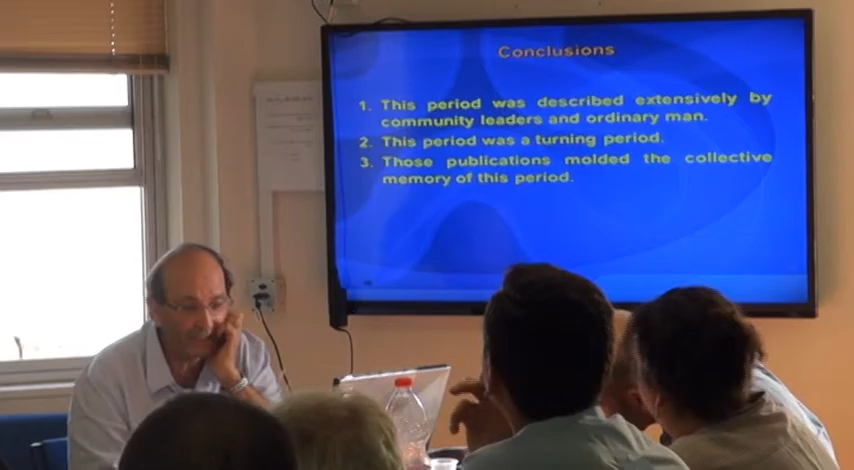 Conclusions
1. This period was described extensively by
community leaders and ordinary man.
2. This period was a turning period.
3. Those publications molded the collective
memory of this period.